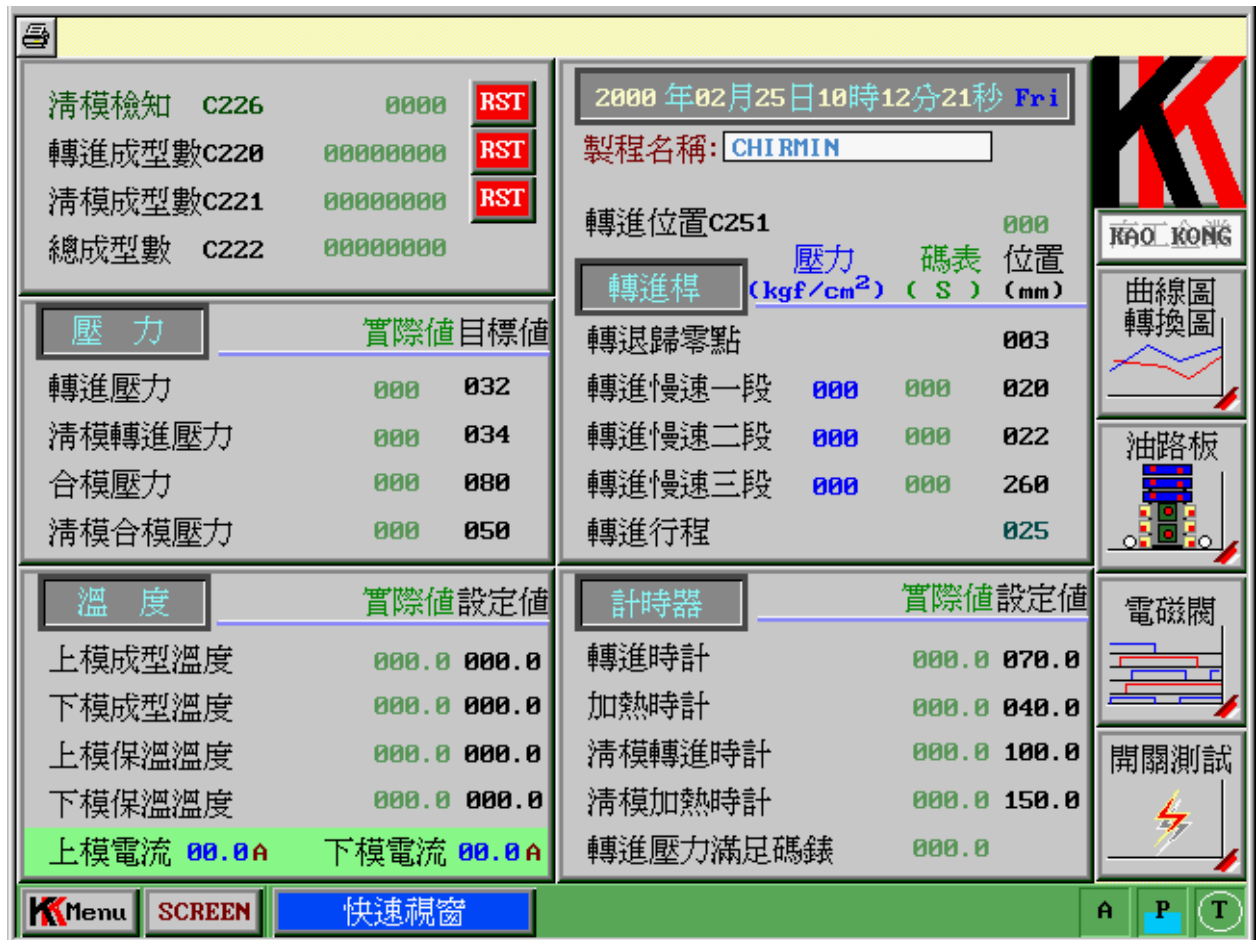 清模檢知 C226 0000 RST
轉進成型數C220 00000000 RST
清模成型數C221 00000000 RST
總成型數 C222 00000000
壓 力 實際值 目標值
轉進壓力 000 032
清模轉進壓力 000 034
合模壓力 000 080
清模合模壓力 000 050
溫 度 實際值 設定值
上模成型溫度 000.0 000.0
下模成型溫度 000.0 000.0
上模保溫溫度 000.0 000.0
下模保溫溫度 000.0 000.0
上模電流 00.0A 下模電流 00.0A
2000 年02月25日10時12分21秒 Fri
製程名稱: CHIRMIN
轉進位置C251 000
壓力 碼表 位置
轉進桿 (kgf/cm²) ( S ) (mm)
轉退歸零點 003
轉進慢速一段 000 000 020
轉進慢速二段 000 000 022
轉進慢速三段 000 000 260
轉進行程 025
計時器 實際值 設定值
轉進時計 000.0 070.0
加熱時計 000.0 040.0
清模轉進時計 000.0 100.0
清模加熱時計 000.0 150.0
轉進壓力滿足碼錶 000.0
KAO KONG
曲線圖
轉換圖
油路板
電磁閥
開關測試
KK Menu SCREEN 快速視窗 A P T